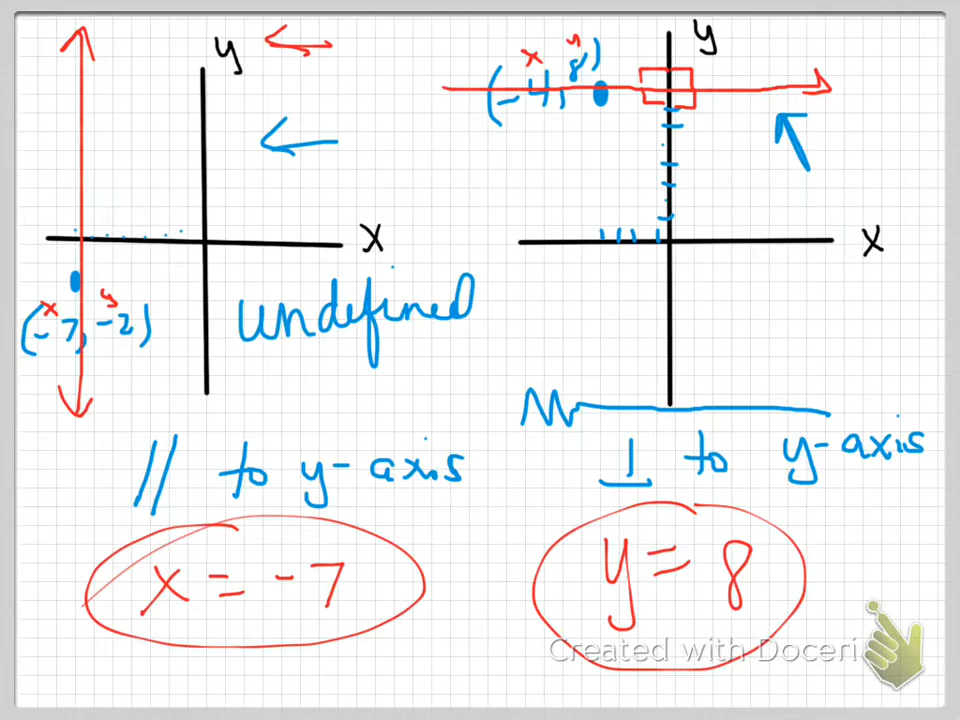 y
x
x y
(-7, -2)
undefined
// to y-axis
x = -7
y
x y
(-4, 8)
x
⊥ to y-axis
y = 8
Created with Doceri